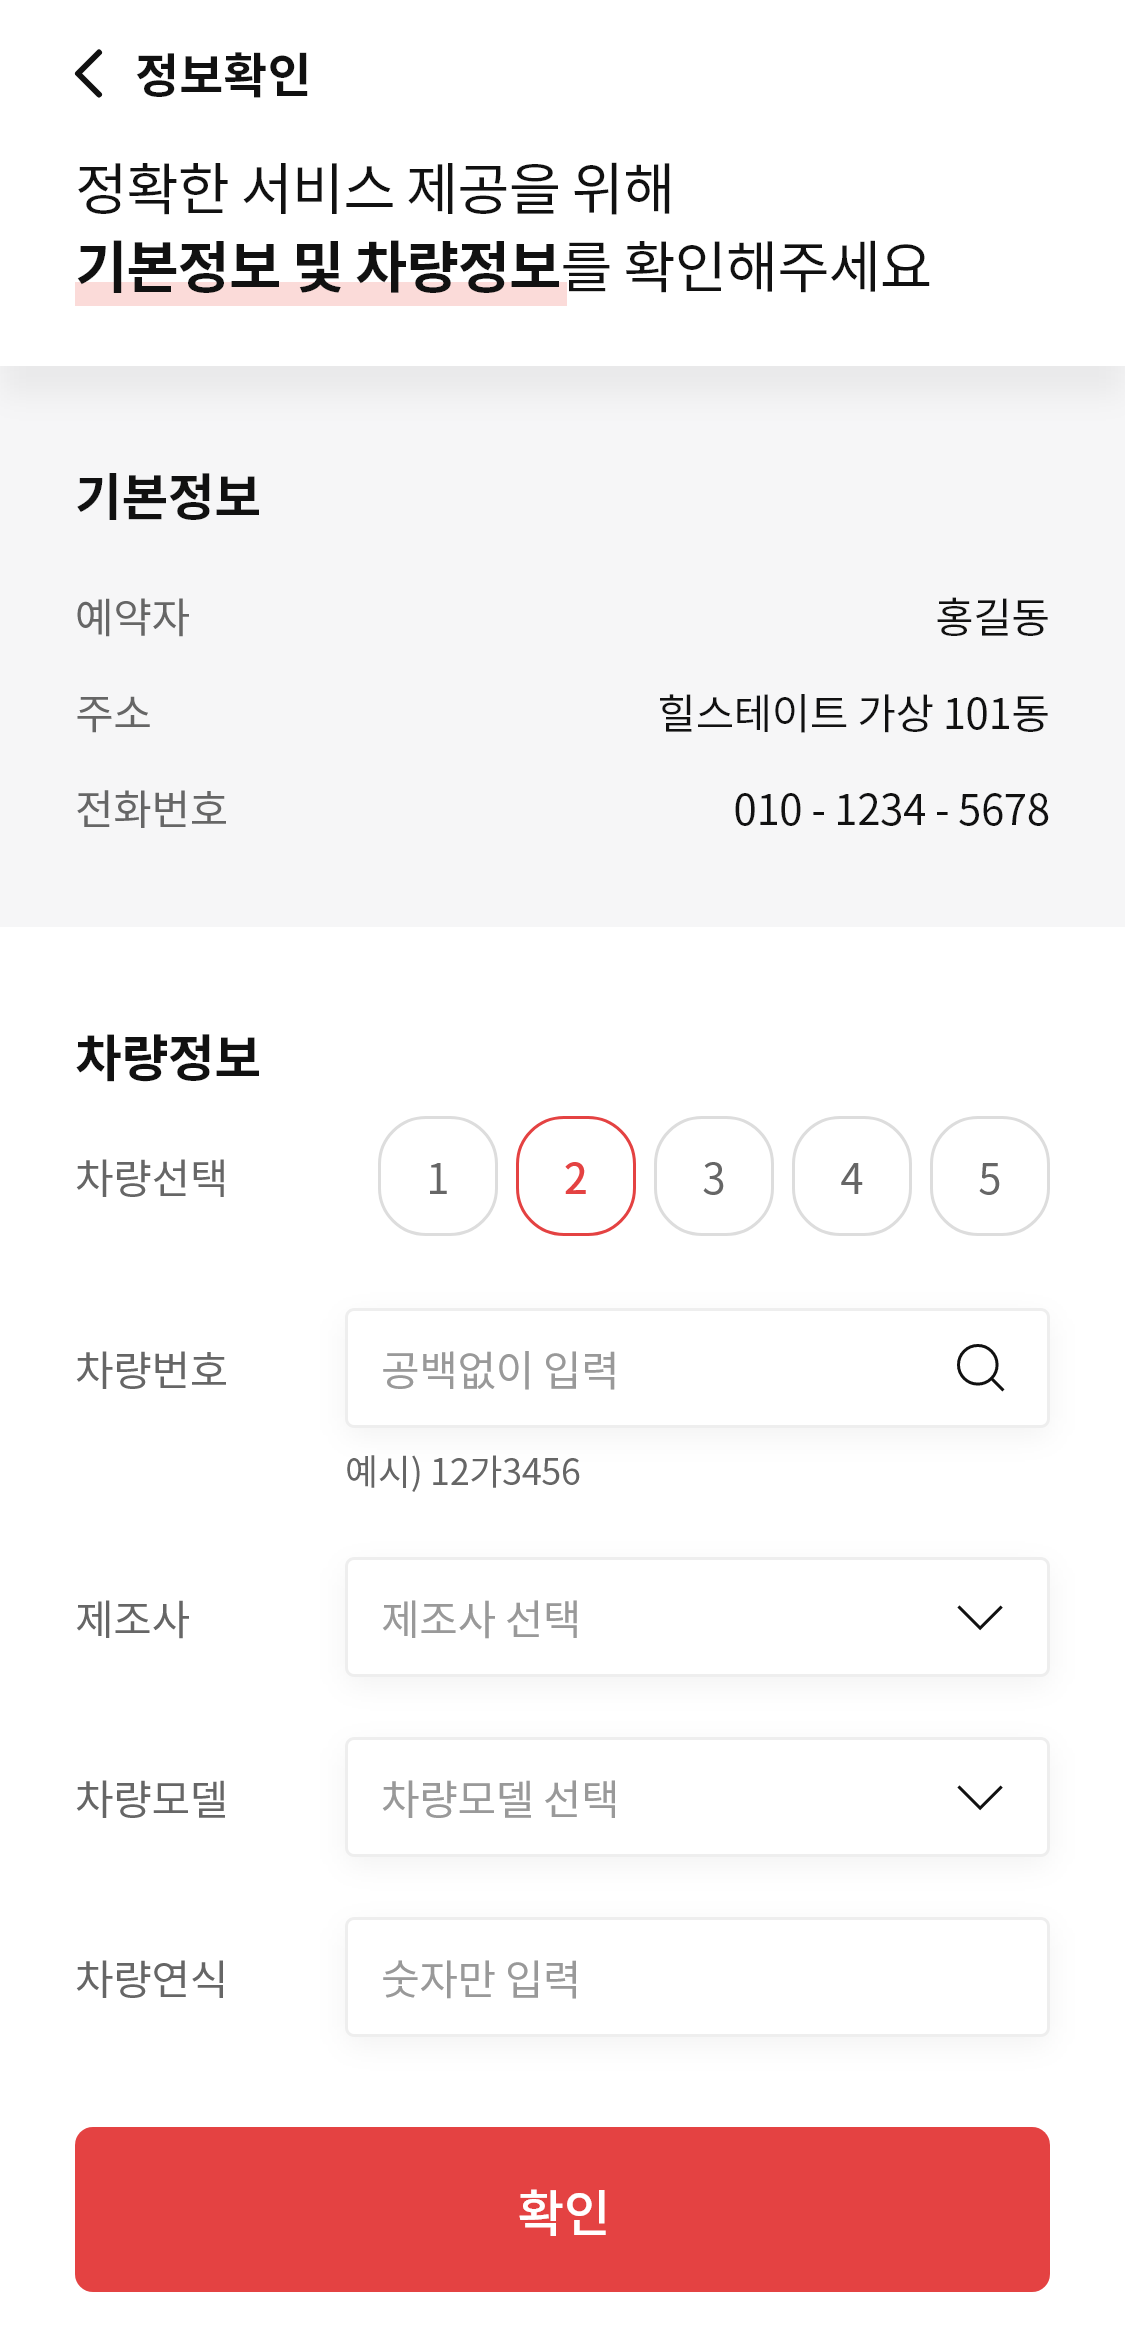 정보확인
정확한 서비스 제공을 위해
기본정보 및 차량정보를 확인해주세요
기본정보
예약자 홍길동
주소 힐스테이트 가상 101동
전화번호 010 - 1234 - 5678
차량정보
차량선택 1 2 3 4 5
차량번호 공백없이 입력
예시) 12가3456
제조사 제조사 선택
차량모델 차량모델 선택
차량연식 숫자만 입력
확인